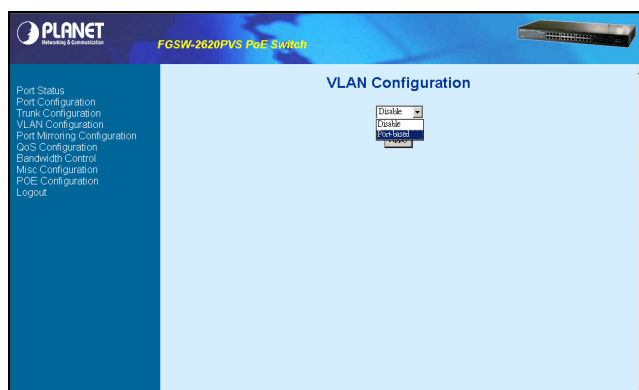 PLANET
Networking & Communication
FGSW-2620PVS PoE Switch
Port Status
Port Configuration
Trunk Configuration
VLAN Configuration
Port Mirroring Configuration
QoS Configuration
Bandwidth Control
Misc Configuration
POE Configuration
Logout
VLAN Configuration
Disable
Disable
Port-based